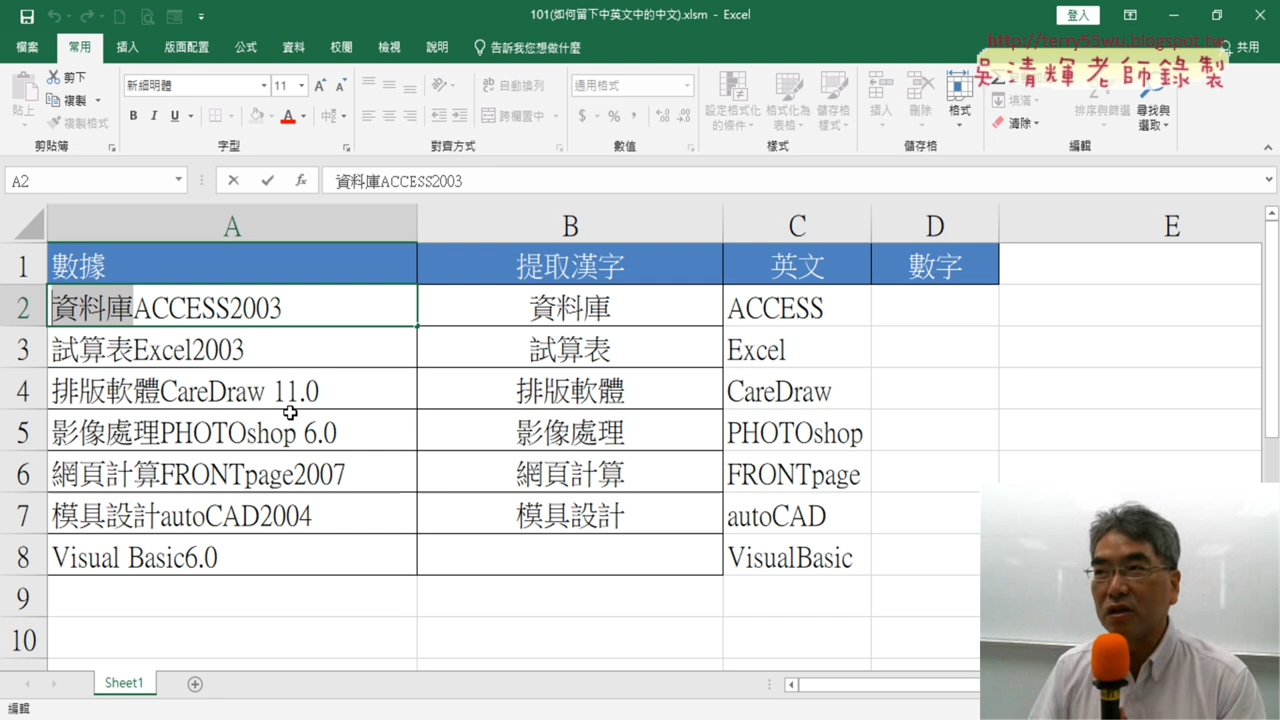 101(如何留下中英文中的中文).xlsm - Excel
登入
檔案 常用 插入 版面配置 公式 資料 校閱 檢視 說明 告訴我您想做什麼 共用
http://terry55wu.blogspot.tw
吳清輝老師錄製
貼上
剪下
複製
複製格式
剪貼簿
新細明體 11
B I U A
字型
自動換列
跨欄置中
對齊方式
通用格式
$ % ,
數值
設定格式化的條件
格式化為表格
儲存格樣式
樣式
插入
刪除
格式
儲存格
填滿
清除
排序與篩選
尋找與選取
編輯
A2 fx 資料庫ACCESS2003
A B C D E
1 數據 提取漢字 英文 數字
2 資料庫ACCESS2003 資料庫 ACCESS
3 試算表Excel2003 試算表 Excel
4 排版軟體CareDraw 11.0 排版軟體 CareDraw
5 影像處理PHOTOshop 6.0 影像處理 PHOTOshop
6 網頁計算FRONTpage2007 網頁計算 FRONTpage
7 模具設計autoCAD2004 模具設計 autoCAD
8 Visual Basic6.0 VisualBasic
9
10
Sheet1
編輯